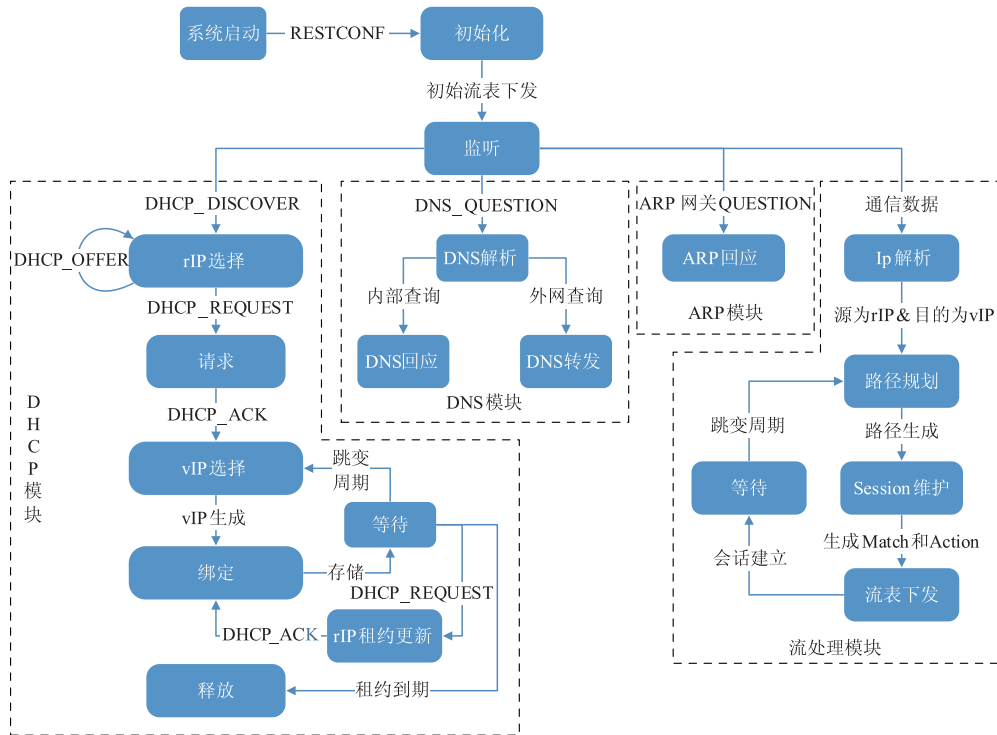 系统启动
RESTCONF
初始化
初始流表下发
监听
DHCP_DISCOVER
DHCP_OFFER
rIP选择
DHCP_REQUEST
请求
DHCP_ACK
vIP选择
跳变
周期
vIP生成
等待
绑定
存储
DHCP_REQUEST
DHCP_ACK
rIP租约更新
释放
租约到期
DHCP模块
DNS_QUESTION
DNS解析
内部查询
外网查询
DNS回应
DNS转发
DNS模块
ARP 网关QUESTION
ARP回应
ARP模块
通信数据
Ip解析
源为rIP&目的为vIP
路径规划
跳变周期
路径生成
等待
Session维护
生成Match和Action
会话建立
流表下发
流处理模块